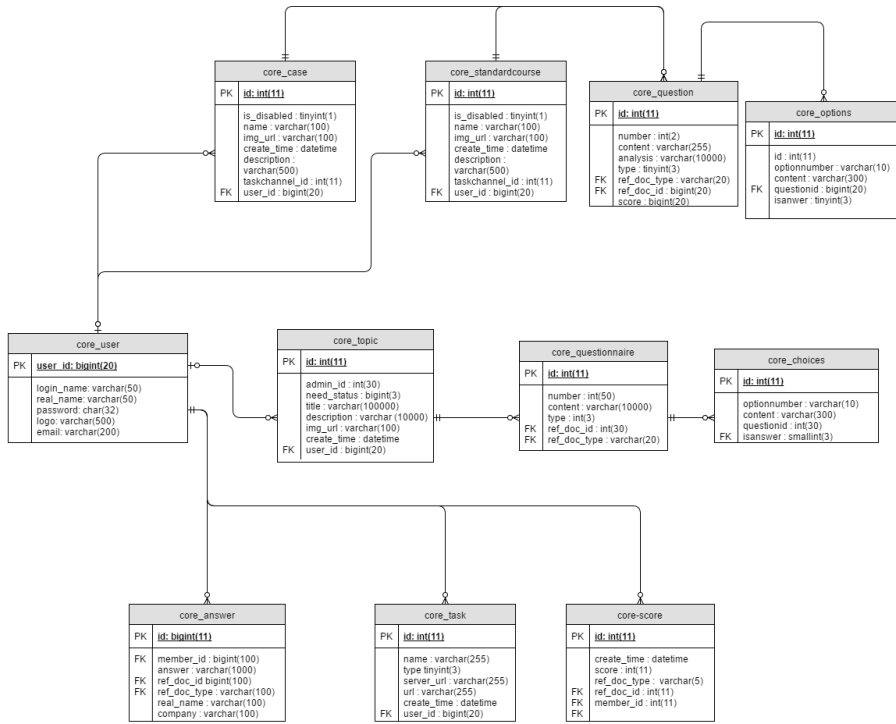 core_case
PK id: int(11)
is_disabled : tinyint(1)
name : varchar(100)
img_url : varchar(100)
create_time : datetime
description :
varchar(500)
taskchannel_id : int(11)
FK user_id : bigint(20)
core_standardcourse
PK id: int(11)
is_disabled : tinyint(1)
name : varchar(100)
img_url : varchar(100)
create_time : datetime
description :
varchar(500)
taskchannel_id : int(11)
FK user_id : bigint(20)
core_question
PK id: int(11)
number : int(2)
content : varchar(255)
analysis : varchar(10000)
type : tinyint(3)
FK ref_doc_type : varchar(20)
FK ref_doc_id : bigint(20)
score : bigint(20)
core_options
PK id: int(11)
id : int(11)
optionnumber : varchar(10)
content : varchar(300)
FK questionid : bigint(20)
isanwer : tinyint(3)
core_user
PK user_id: bigint(20)
login_name: varchar(50)
real_name: varchar(50)
password: char(32)
logo: varchar(500)
email: varchar(200)
core_topic
PK id: int(11)
admin_id : int(30)
need_status : bigint(3)
title : varchar(100000)
description : varchar (10000)
img_url : varchar(100)
create_time : datetime
FK user_id : bigint(20)
core_questionnaire
PK id: int(11)
number : int(50)
content : varchar(10000)
type : int(3)
FK ref_doc_id : int(30)
FK ref_doc_type : varchar(20)
core_choices
PK id: int(11)
optionnumber : varchar(10)
content : varchar(300)
questionid : int(30)
FK isanswer : smallint(3)
core_answer
PK id: bigint(11)
FK member_id : bigint(100)
answer : varchar(1000)
FK ref_doc_id bigint(100)
FK ref_doc_type : varchar(100)
real_name : varchar(100)
company : varchar(100)
core_task
PK id: int(11)
name : varchar(255)
type tinyint(3)
server_url : varchar(255)
url : varchar(255)
create_time : datetime
FK user_id : bigint(20)
core-score
PK id: int(11)
create_time : datetime
score : int(11)
ref_doc_type : varchar(5)
FK ref_doc_id : int(11)
FK member_id : int(11)
FK